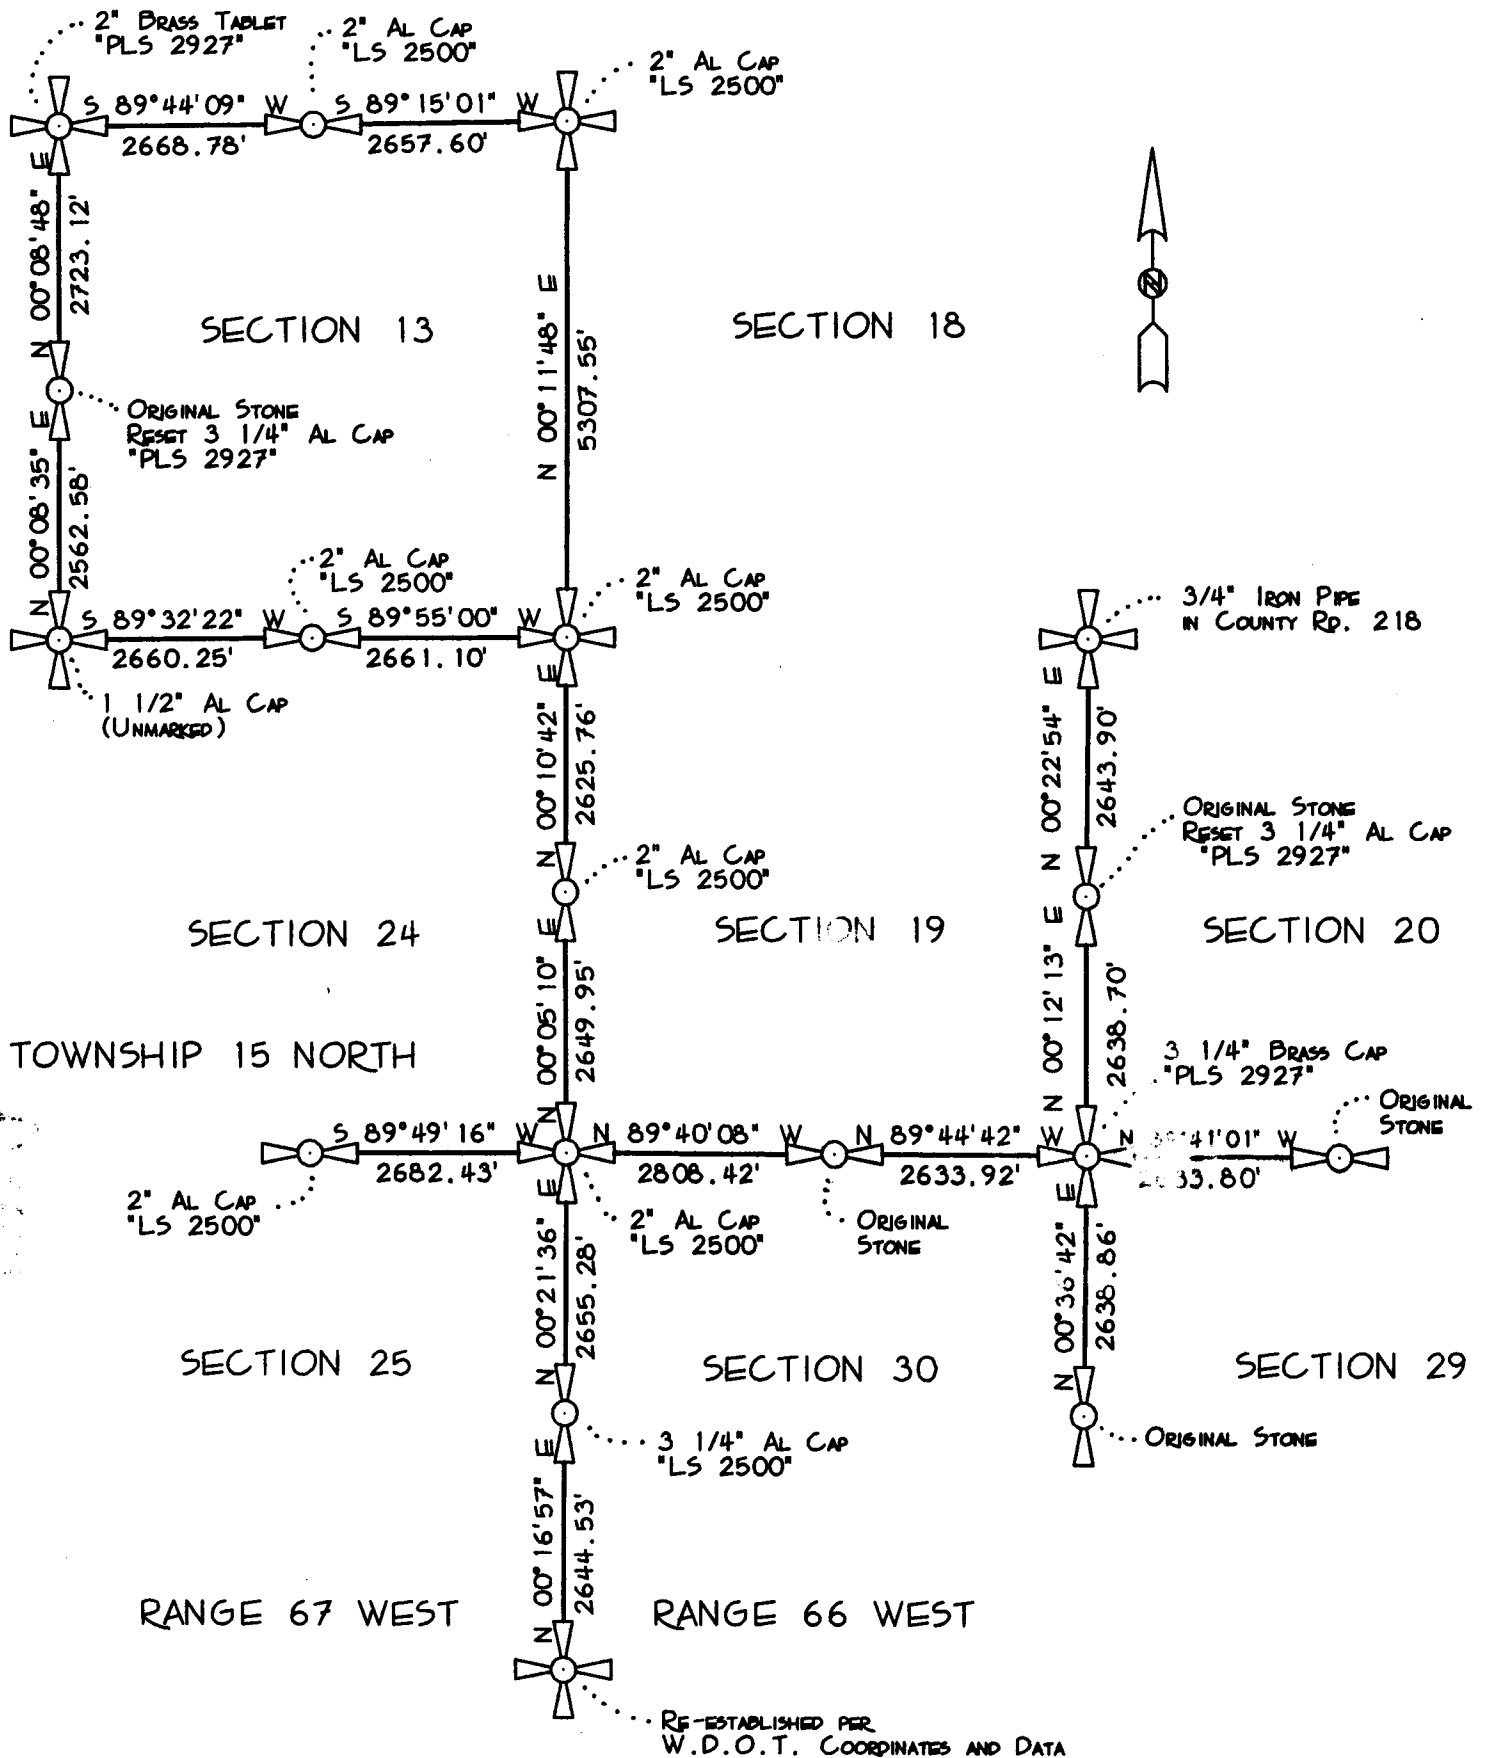 2" AL CAP
"LS 2500"
2" BRASS TABLET
"PLS 2927"
2" AL CAP
"LS 2500"
S 89°44'09" W
2668.78'
S 89°15'01" W
2657.60'
N 00°08'48" E
2723.12'
SECTION 13
SECTION 18
N 00°11'48" E
5307.55'
N
ORIGINAL STONE
RESET 3 1/4" AL CAP
"PLS 2927"
N 00°08'35" E
2562.58'
2" AL CAP
"LS 2500"
2" AL CAP
"LS 2500"
S 89°32'22" W
2660.25'
S 89°55'00" W
2661.10'
1 1/2" AL CAP
(UNMARKED)
3/4" IRON PIPE
IN COUNTY RD. 218
N 00°10'42" E
2625.76'
N 00°22'54" E
2643.90'
ORIGINAL STONE
RESET 3 1/4" AL CAP
"PLS 2927"
2" AL CAP
"LS 2500"
SECTION 24
SECTION 19
SECTION 20
N 00°05'10" E
2649.95'
N 00°12'13" E
2638.70'
TOWNSHIP 15 NORTH
3 1/4" BRASS CAP
"PLS 2927"
ORIGINAL
STONE
S 89°49'16" W
2682.43'
N 89°40'08" W
2808.42'
N 89°44'42" W
2633.92'
N 41'01" W
33.80'
2" AL CAP
"LS 2500"
2" AL CAP
"LS 2500"
ORIGINAL
STONE
N 00°21'36" E
2655.28'
N 00°36'42" E
2638.86'
SECTION 25
SECTION 30
SECTION 29
3 1/4" AL CAP
"LS 2500"
ORIGINAL STONE
N 00°16'57" E
2644.53'
RANGE 67 WEST
RANGE 66 WEST
RE-ESTABLISHED PER
W.D.O.T. COORDINATES AND DATA